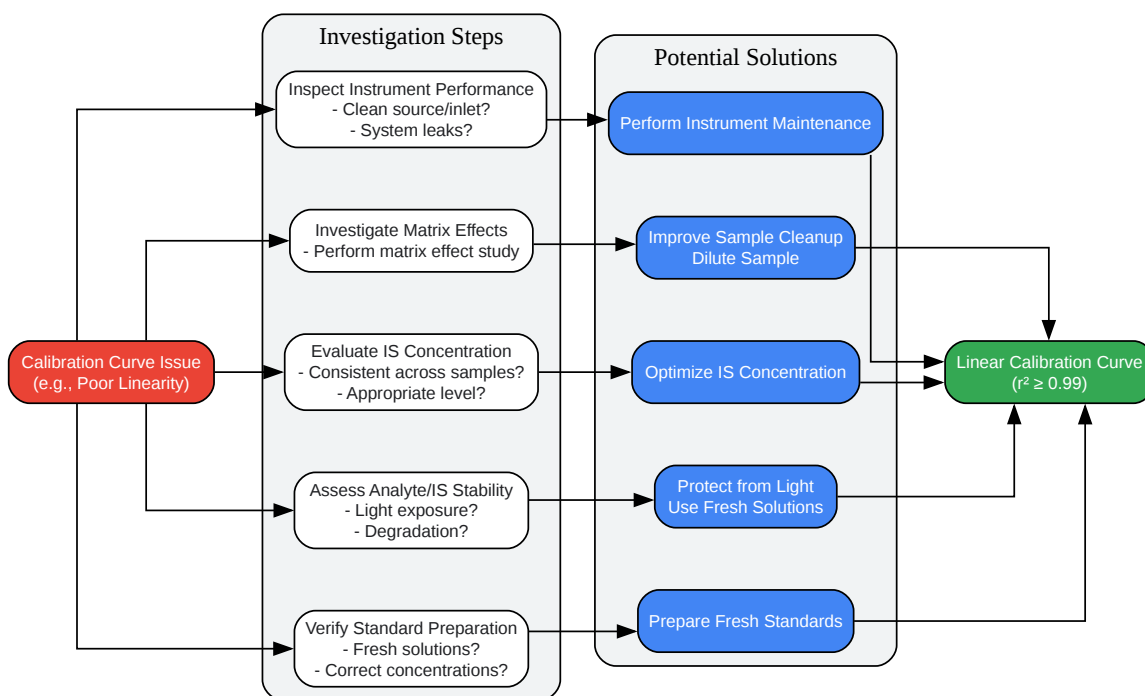 Investigation Steps
Potential Solutions
Inspect Instrument Performance
- Clean source/inlet?
- System leaks?
Perform Instrument Maintenance
Investigate Matrix Effects
- Perform matrix effect study
Improve Sample Cleanup
Dilute Sample
Calibration Curve Issue
(e.g., Poor Linearity)
Evaluate IS Concentration
- Consistent across samples?
- Appropriate level?
Optimize IS Concentration
Linear Calibration Curve
(r² ≥ 0.99)
Assess Analyte/IS Stability
- Light exposure?
- Degradation?
Protect from Light
Use Fresh Solutions
Verify Standard Preparation
- Fresh solutions?
- Correct concentrations?
Prepare Fresh Standards